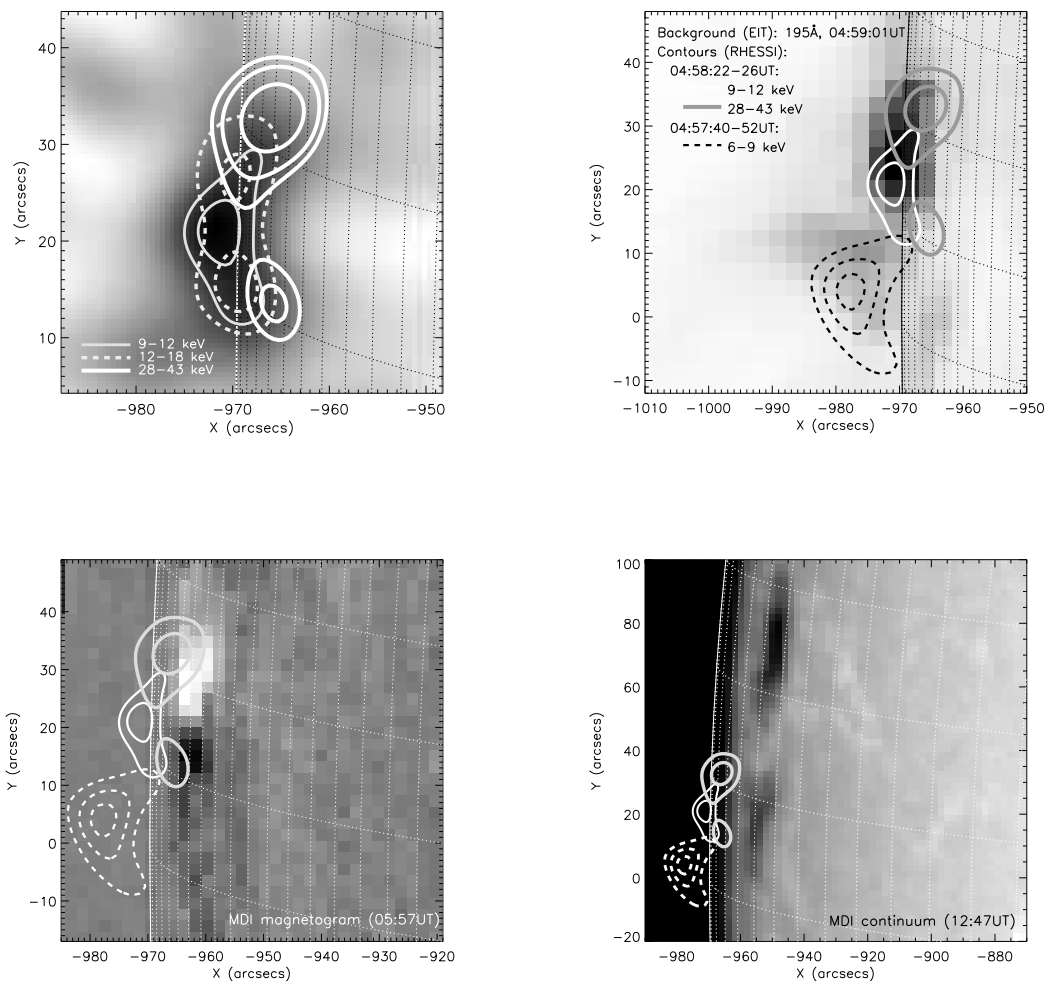 40
30
20
10
Y (arcsecs)
9−12 keV
12−18 keV
28−43 keV
−980 −970 −960 −950
X (arcsecs)
Background (EIT): 195Å, 04:59:01UT
Contours (RHESSI):
04:58:22−26UT:
9−12 keV
28−43 keV
04:57:40−52UT:
6−9 keV
40
30
20
10
0
−10
Y (arcsecs)
−1010 −1000 −990 −980 −970 −960 −950
X (arcsecs)
40
30
20
10
0
−10
Y (arcsecs)
MDI magnetogram (05:57UT)
−980 −970 −960 −950 −940 −930 −920
X (arcsecs)
100
80
60
40
20
0
−20
Y (arcsecs)
MDI continuum (12:47UT)
−980 −960 −940 −920 −900 −880
X (arcsecs)